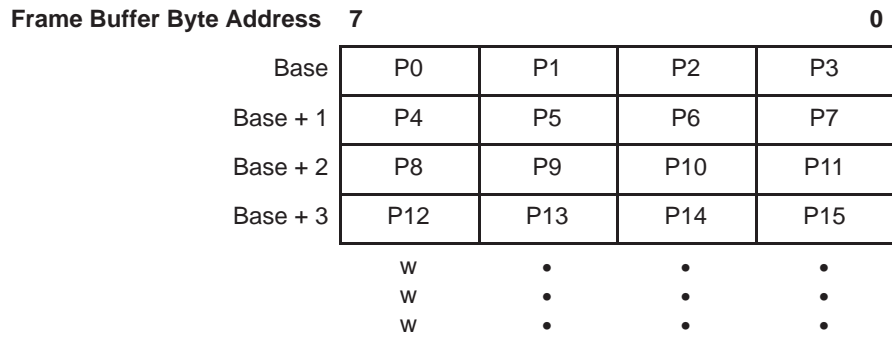 Frame Buffer Byte Address 7 0
Base P0 P1 P2 P3
Base + 1 P4 P5 P6 P7
Base + 2 P8 P9 P10 P11
Base + 3 P12 P13 P14 P15
w • • •
w • • •
w • • •